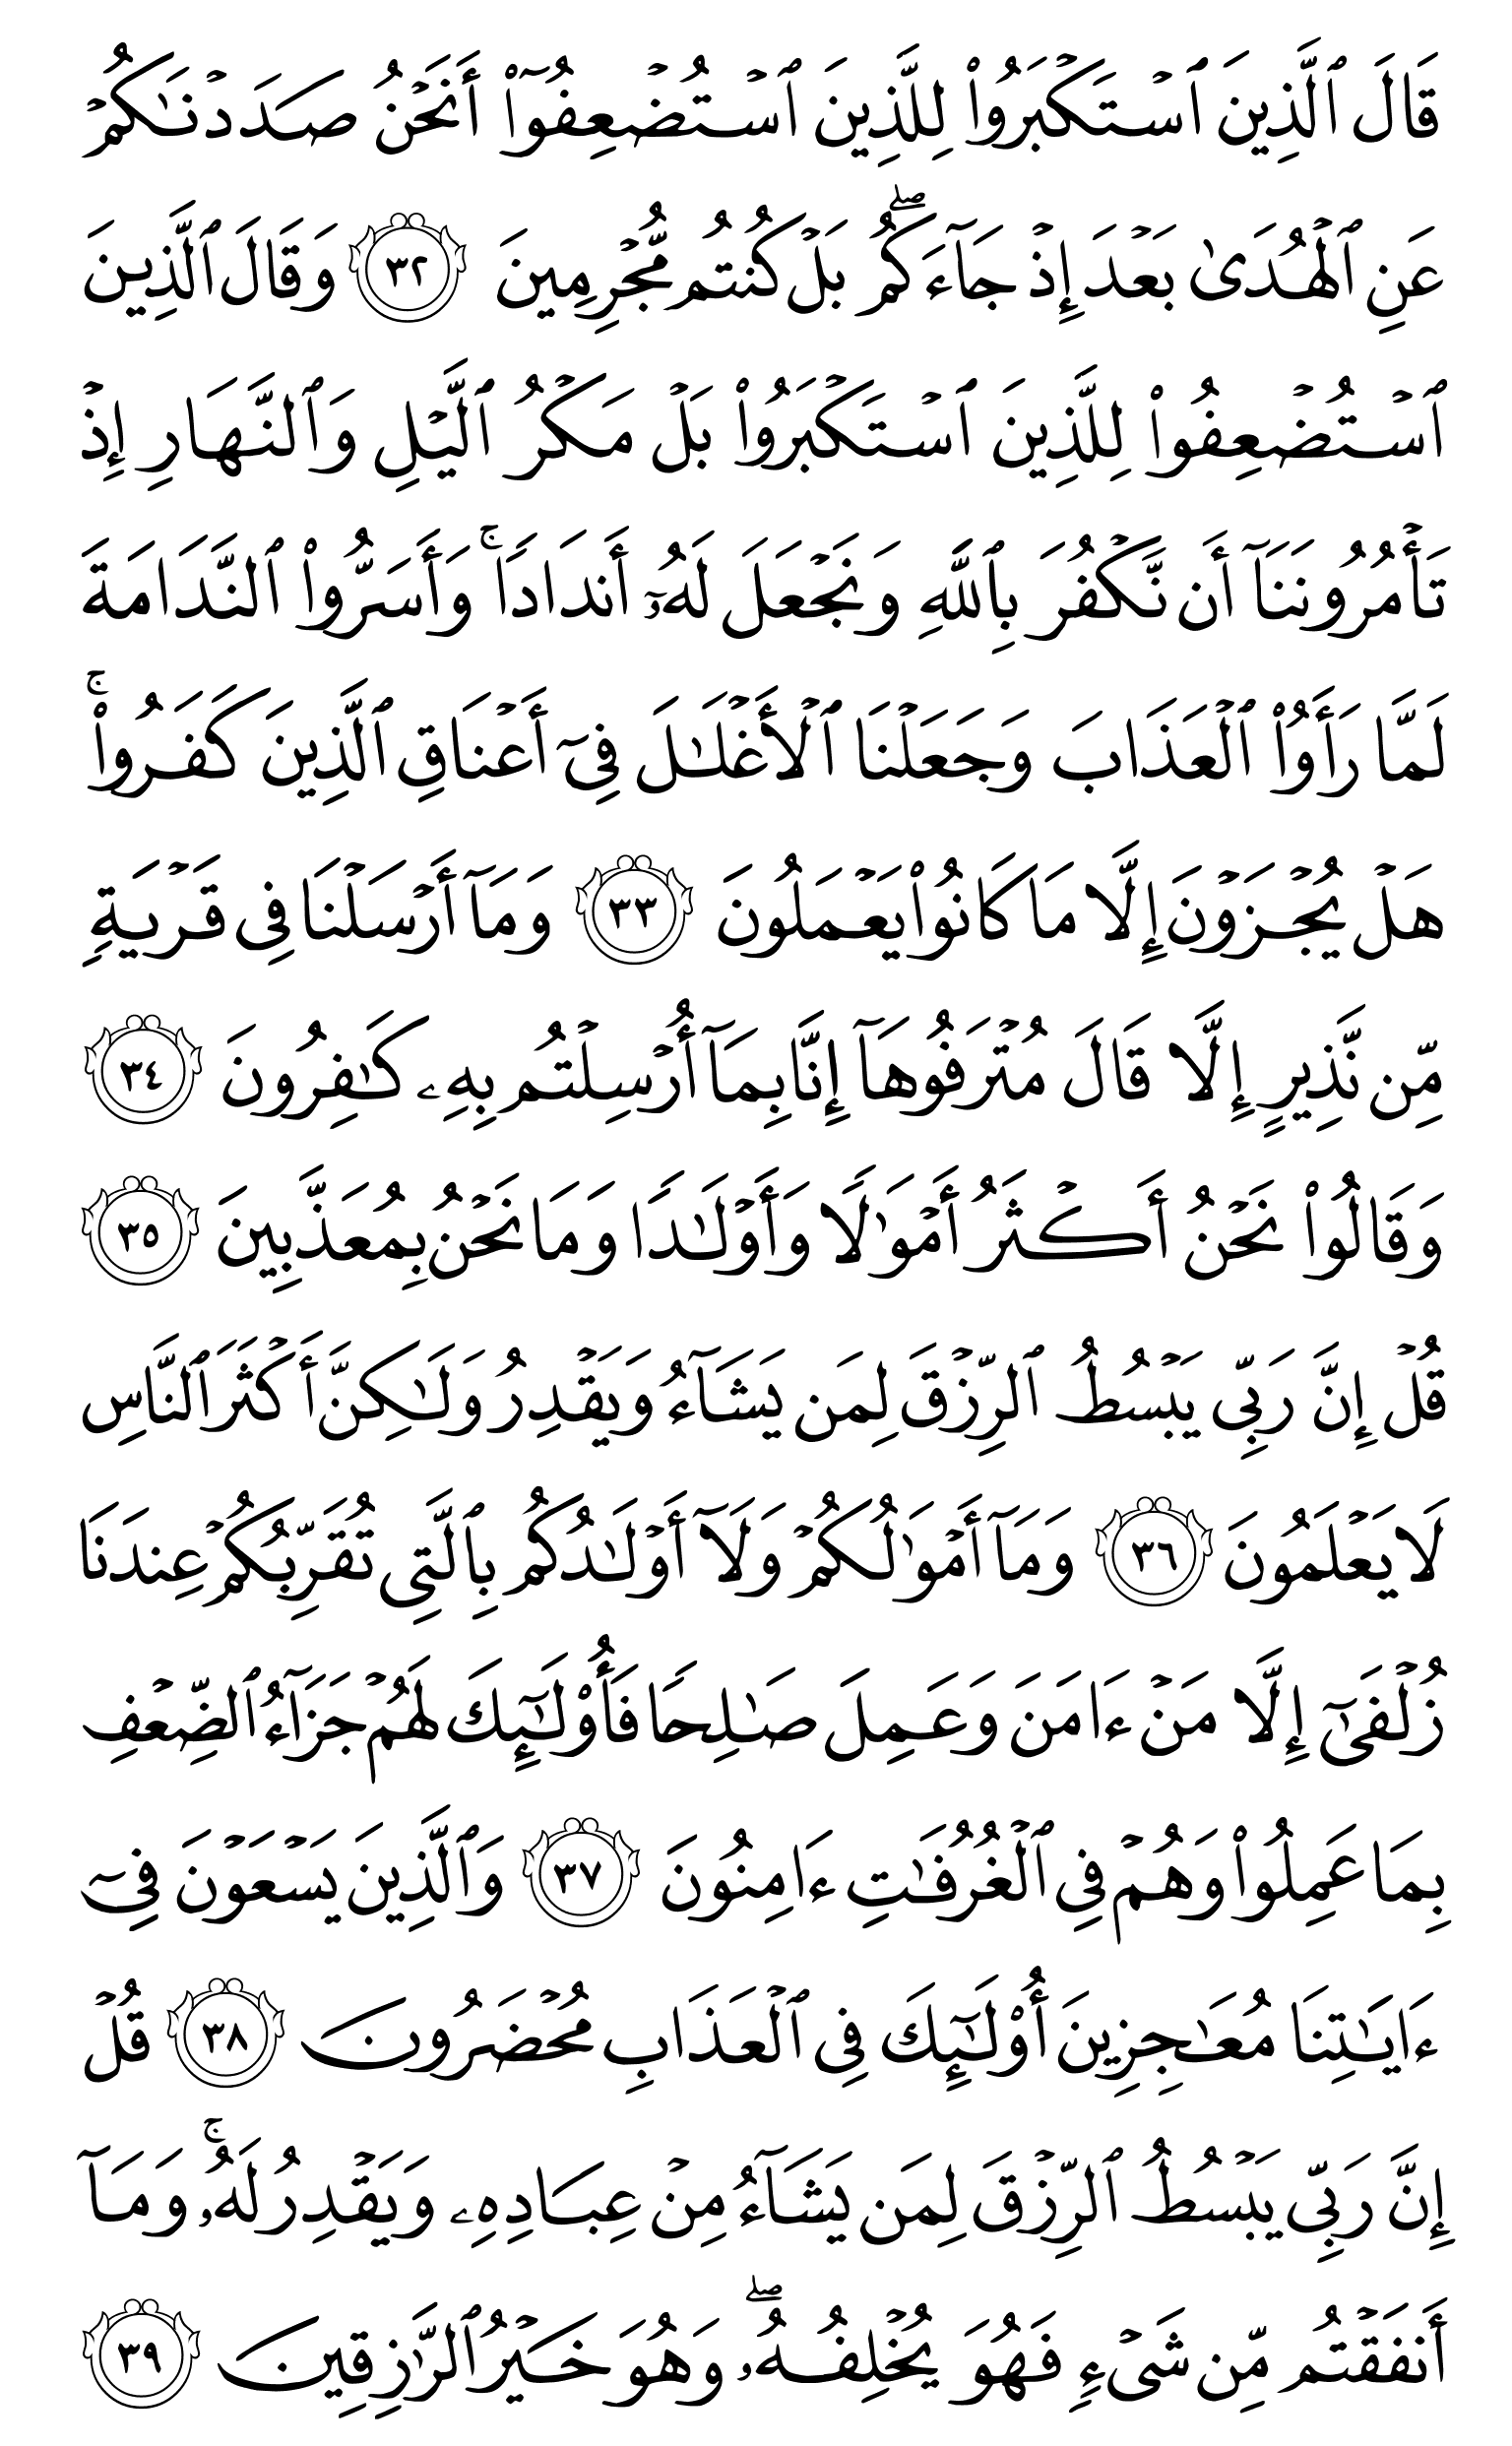 قَالَ ٱلَّذِينَ ٱسۡتَكۡبَرُواْ لِلَّذِينَ ٱسۡتُضۡعِفُوٓاْ أَنَحۡنُ صَدَدۡنَٰكُمۡ
عَنِ ٱلۡهُدَىٰ بَعۡدَ إِذۡ جَآءَكُمۖ بَلۡ كُنتُم مُّجۡرِمِينَ ٣٢ وَقَالَ ٱلَّذِينَ
ٱسۡتُضۡعِفُواْ لِلَّذِينَ ٱسۡتَكۡبَرُواْ بَلۡ مَكۡرُ ٱلَّيۡلِ وَٱلنَّهَارِ إِذۡ
تَأۡمُرُونَنَآ أَن نَّكۡفُرَ بِٱللَّهِ وَنَجۡعَلَ لَهُۥٓ أَندَادٗاۚ وَأَسَرُّواْ ٱلنَّدَامَةَ
لَمَّا رَأَوُاْ ٱلۡعَذَابَ وَجَعَلۡنَا ٱلۡأَغۡلَٰلَ فِيٓ أَعۡنَاقِ ٱلَّذِينَ كَفَرُواْۚ
هَلۡ يُجۡزَوۡنَ إِلَّا مَا كَانُواْ يَعۡمَلُونَ ٣٣ وَمَآ أَرۡسَلۡنَا فِي قَرۡيَةٖ
مِّن نَّذِيرٍ إِلَّا قَالَ مُتۡرَفُوهَآ إِنَّا بِمَآ أُرۡسِلۡتُم بِهِۦ كَٰفِرُونَ ٣٤
وَقَالُواْ نَحۡنُ أَكۡثَرُ أَمۡوَٰلٗا وَأَوۡلَٰدٗا وَمَا نَحۡنُ بِمُعَذَّبِينَ ٣٥
قُلۡ إِنَّ رَبِّي يَبۡسُطُ ٱلرِّزۡقَ لِمَن يَشَآءُ وَيَقۡدِرُ وَلَٰكِنَّ أَكۡثَرَ ٱلنَّاسِ
لَا يَعۡلَمُونَ ٣٦ وَمَآ أَمۡوَٰلُكُمۡ وَلَآ أَوۡلَٰدُكُم بِٱلَّتِي تُقَرِّبُكُمۡ عِندَنَا
زُلۡفَىٰٓ إِلَّا مَنۡ ءَامَنَ وَعَمِلَ صَٰلِحٗا فَأُوْلَٰٓئِكَ لَهُمۡ جَزَآءُ ٱلضِّعۡفِ
بِمَا عَمِلُواْ وَهُمۡ فِي ٱلۡغُرُفَٰتِ ءَامِنُونَ ٣٧ وَٱلَّذِينَ يَسۡعَوۡنَ فِيٓ
ءَايَٰتِنَا مُعَٰجِزِينَ أُوْلَٰٓئِكَ فِي ٱلۡعَذَابِ مُحۡضَرُونَ ٣٨ قُلۡ
إِنَّ رَبِّي يَبۡسُطُ ٱلرِّزۡقَ لِمَن يَشَآءُ مِنۡ عِبَادِهِۦ وَيَقۡدِرُ لَهُۥۚ وَمَآ
أَنفَقۡتُم مِّن شَيۡءٖ فَهُوَ يُخۡلِفُهُۥۖ وَهُوَ خَيۡرُ ٱلرَّٰزِقِينَ ٣٩